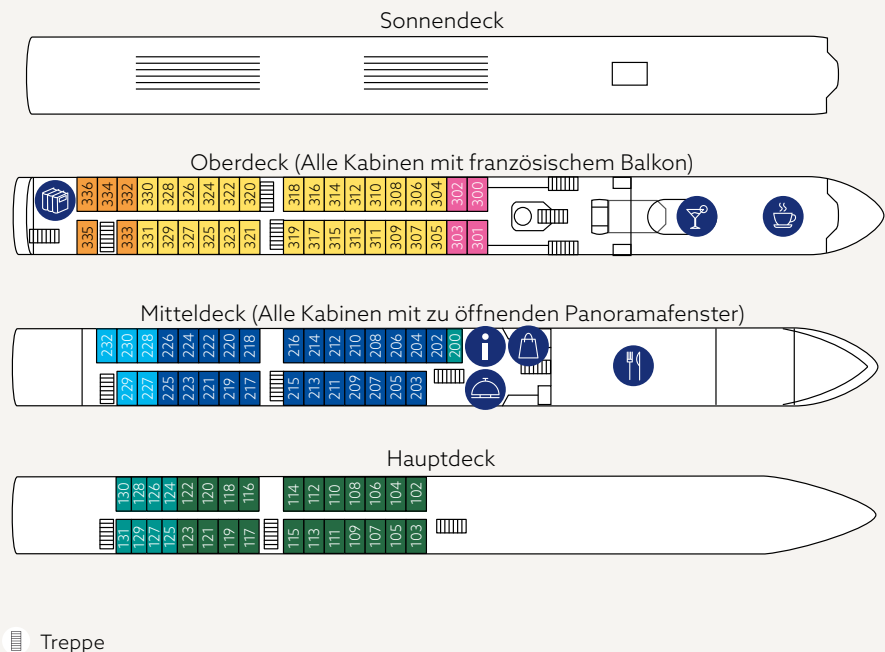 Sonnendeck
Oberdeck (Alle Kabinen mit französischem Balkon)
336 334 332 330 328 326 324 322 320 318 316 314 312 310 308 306 304 302 300
335 333 331 329 327 325 323 321 319 317 315 313 311 309 307 305 303 301
Mitteldeck (Alle Kabinen mit zu öffnenden Panoramafenster)
232 230 228 226 224 222 220 218 216 214 212 210 208 206 204 202 200
229 227 225 223 221 219 217 215 213 211 209 207 205 203
Hauptdeck
130 128 126 124 122 120 118 116 114 112 110 108 106 104 102
131 129 127 125 123 121 119 117 115 113 111 109 107 105 103
Treppe